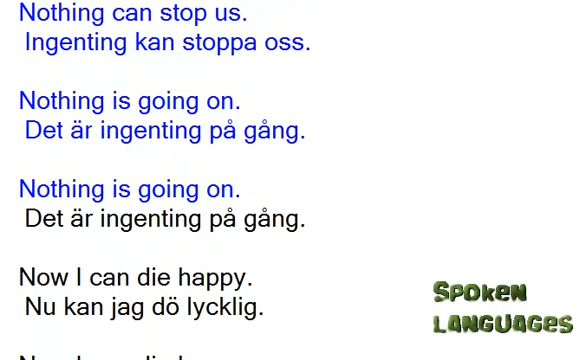 Nothing can stop us.
Ingenting kan stoppa oss.
Nothing is going on.
Det är ingenting på gång.
Nothing is going on.
Det är ingenting på gång.
Now I can die happy.
Nu kan jag dö lycklig.
Spoken
Languages